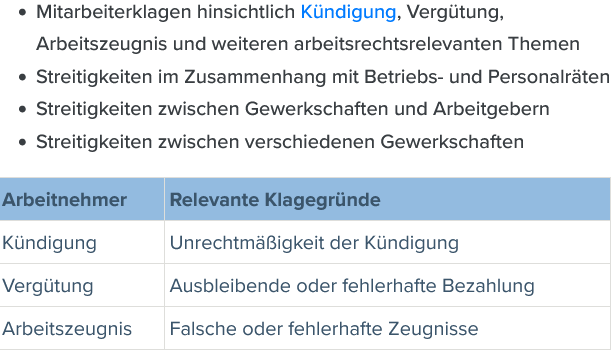 • Mitarbeiterklagen hinsichtlich Kündigung, Vergütung,
Arbeitszeugnis und weiteren arbeitsrechtsrelevanten Themen
• Streitigkeiten im Zusammenhang mit Betriebs- und Personalräten
• Streitigkeiten zwischen Gewerkschaften und Arbeitgebern
• Streitigkeiten zwischen verschiedenen Gewerkschaften
Arbeitnehmer Relevante Klagegründe
Kündigung Unrechtmäßigkeit der Kündigung
Vergütung Ausbleibende oder fehlerhafte Bezahlung
Arbeitszeugnis Falsche oder fehlerhafte Zeugnisse